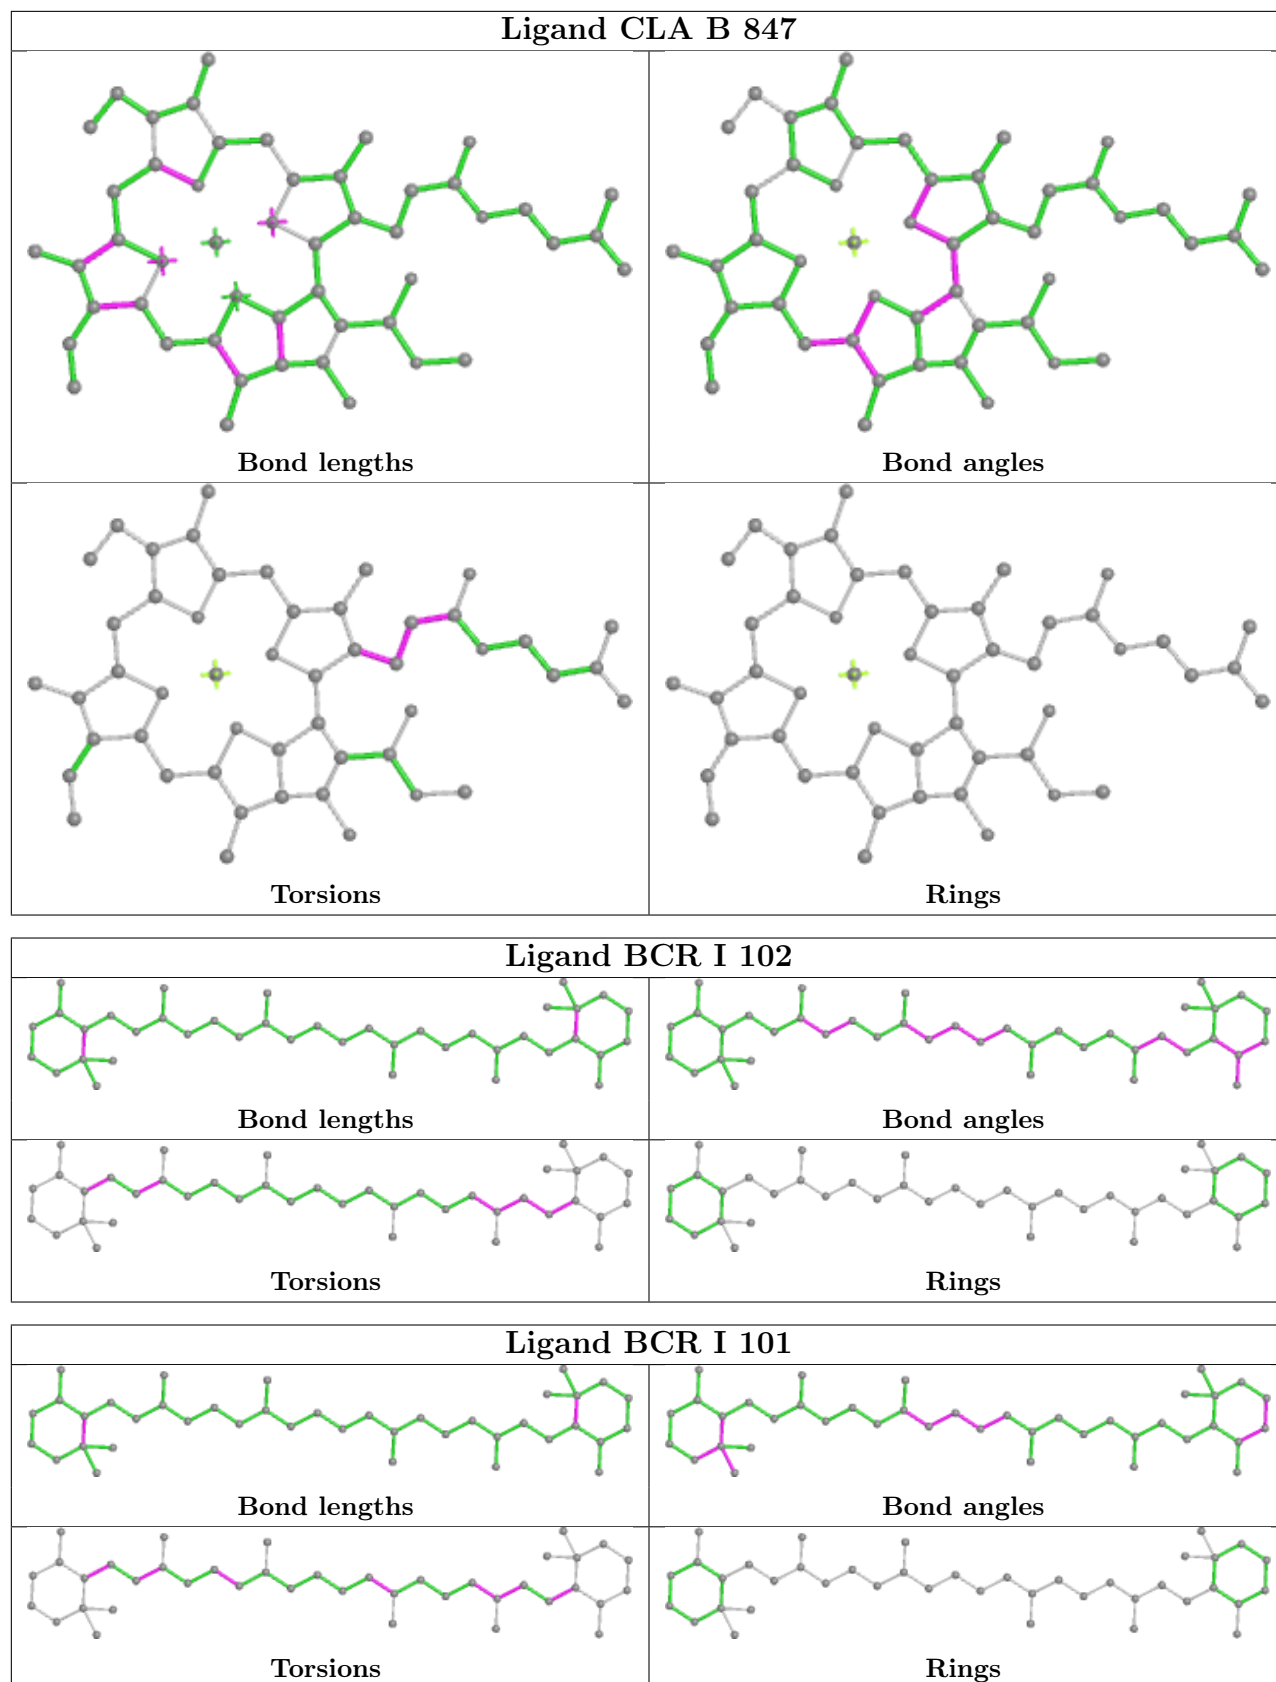 Ligand CLA B 847
Bond lengths
Bond angles
Torsions
Rings
Ligand BCR I 102
Bond lengths
Bond angles
Torsions
Rings
Ligand BCR I 101
Bond lengths
Bond angles
Torsions
Rings